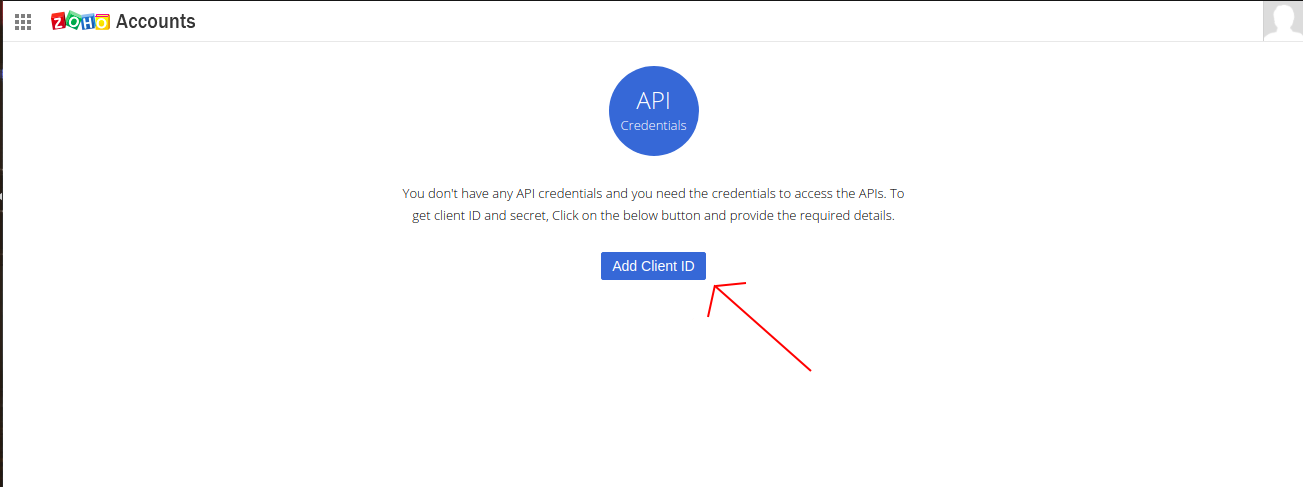 ZOHO Accounts
API
Credentials
You don't have any API credentials and you need the credentials to access the APIs. To
get client ID and secret, Click on the below button and provide the required details.
Add Client ID